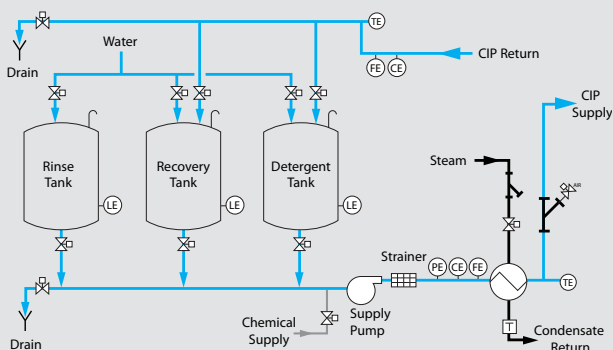 TE
Water
CIP Return
Drain
FE
CE
CIP
Supply
Rinse
Tank
Recovery
Tank
Detergent
Tank
Steam
AIR
LE
LE
LE
Strainer
PE
CE
FE
TE
Supply
Pump
Chemical
Supply
T
Drain
Condensate
Return